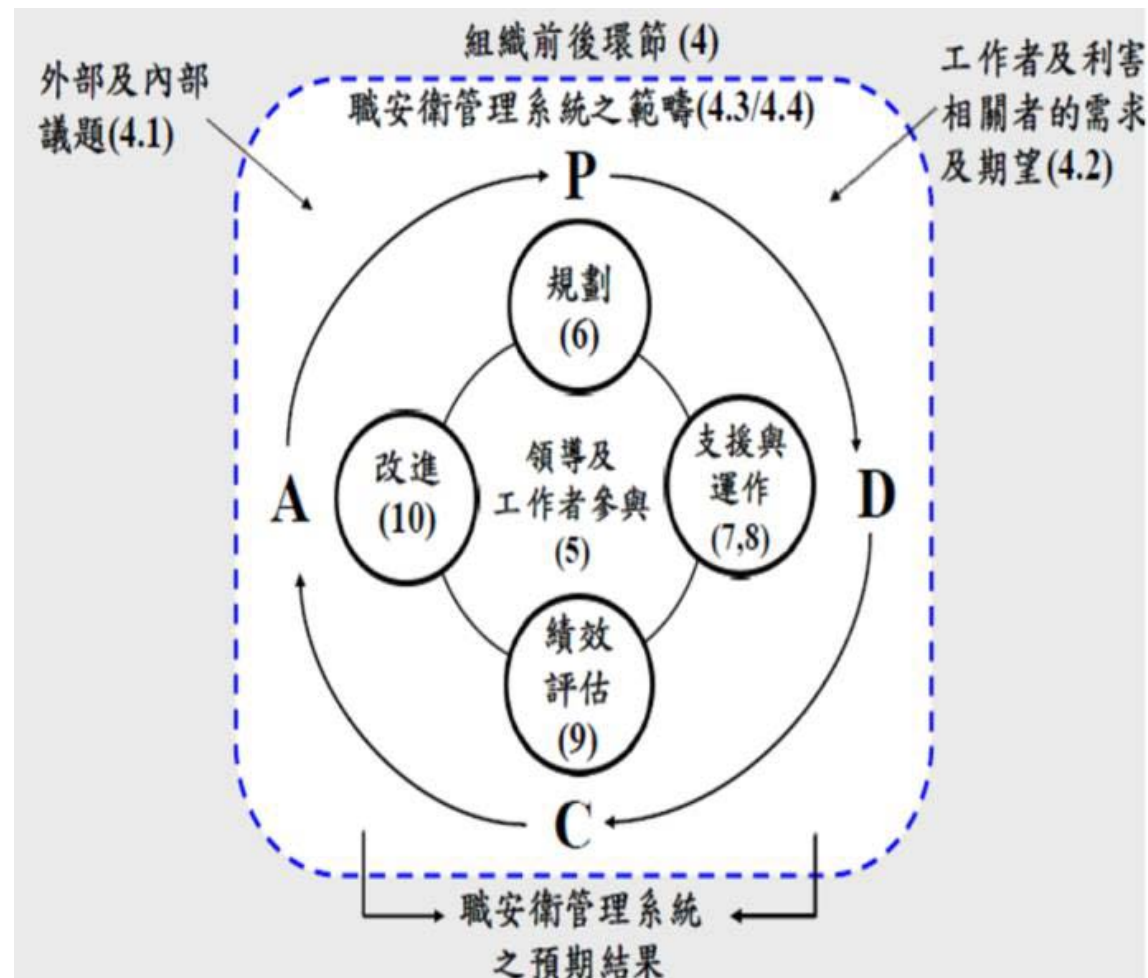 組織前後環節 (4)
外部及內部
議題(4.1)
工作者及利害
相關者的需求
及期望(4.2)
職安衛管理系統之範疇(4.3/4.4)
P
規劃
(6)
A
改進
(10)
領導及
工作者參與
(5)
支援與
運作
(7,8)
D
績效
評估
(9)
C
職安衛管理系統
之預期結果